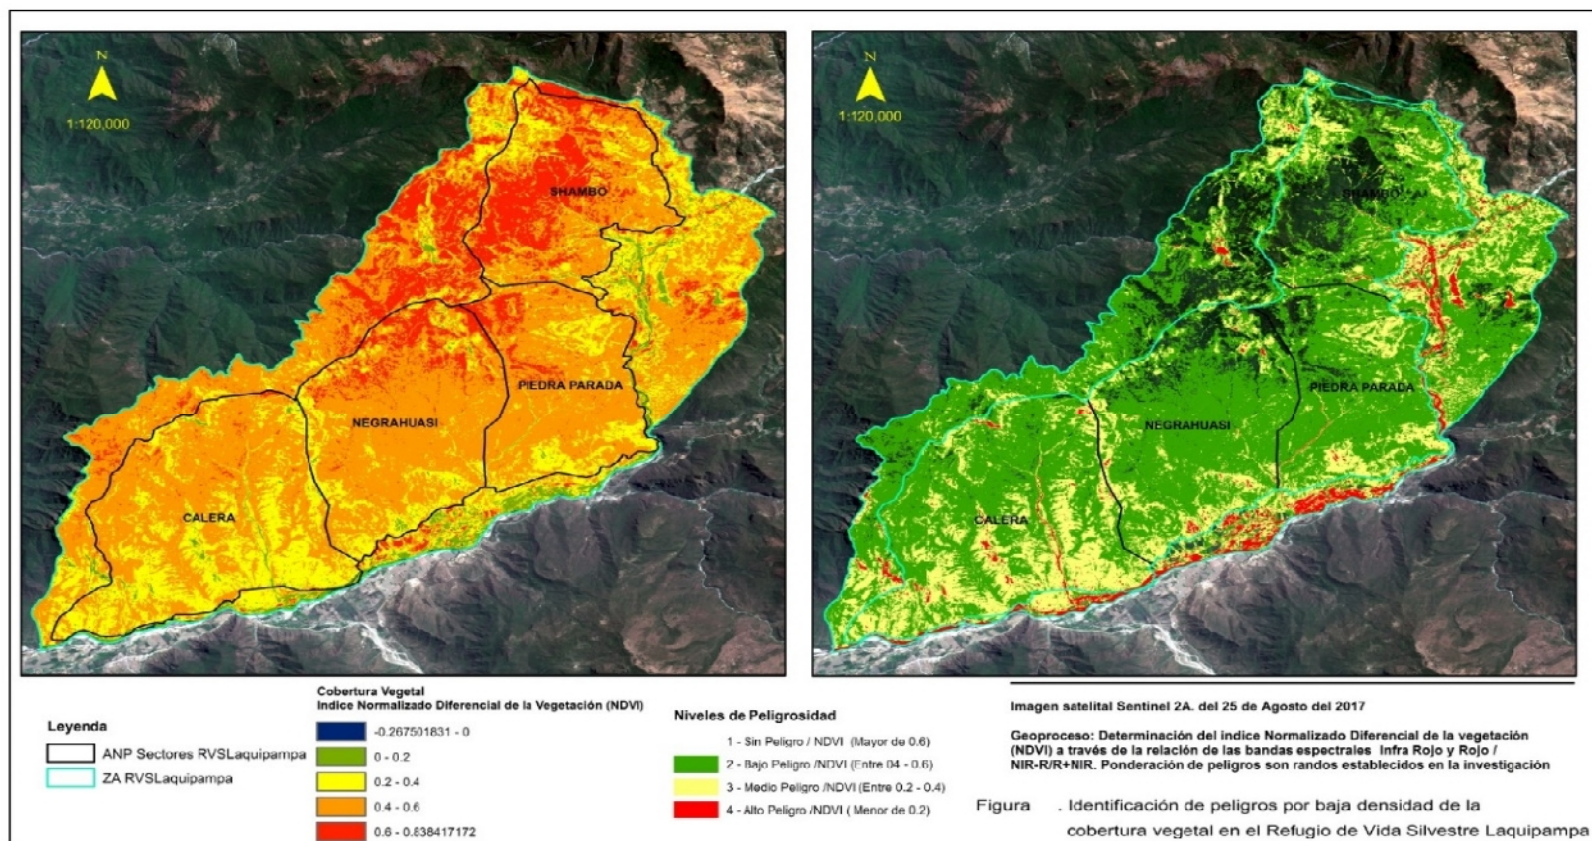 N
1:120,000
SHAMBO
PIEDRA PARADA
NEGRAHUASI
CALERA
N
1:120,000
SHAMBO
PIEDRA PARADA
NEGRAHUASI
CALERA
Leyenda
ANP Sectores RVSLaquipampa
ZA RVSLaquipampa
Cobertura Vegetal
Indice Normalizado Diferencial de la Vegetación (NDVI)
-0.267501831 - 0
0 - 0.2
0.2 - 0.4
0.4 - 0.6
0.6 - 0.838417172
Niveles de Peligrosidad
1 - Sin Peligro / NDVI (Mayor de 0.6)
2 - Bajo Peligro /NDVI (Entre 04 - 0.6)
3 - Medio Peligro /NDVI (Entre 0.2 - 0.4)
4 - Alto Peligro /NDVI ( Menor de 0.2)
Imagen satelital Sentinel 2A. del 25 de Agosto del 2017
Geoproceso: Determinación del índice Normalizado Diferencial de la vegetación
(NDVI) a través de la relación de las bandas espectrales Infra Rojo y Rojo /
NIR-R/R+NIR. Ponderación de peligros son randos establecidos en la investigación
Figura . Identificación de peligros por baja densidad de la
cobertura vegetal en el Refugio de Vida Silvestre Laquipampa